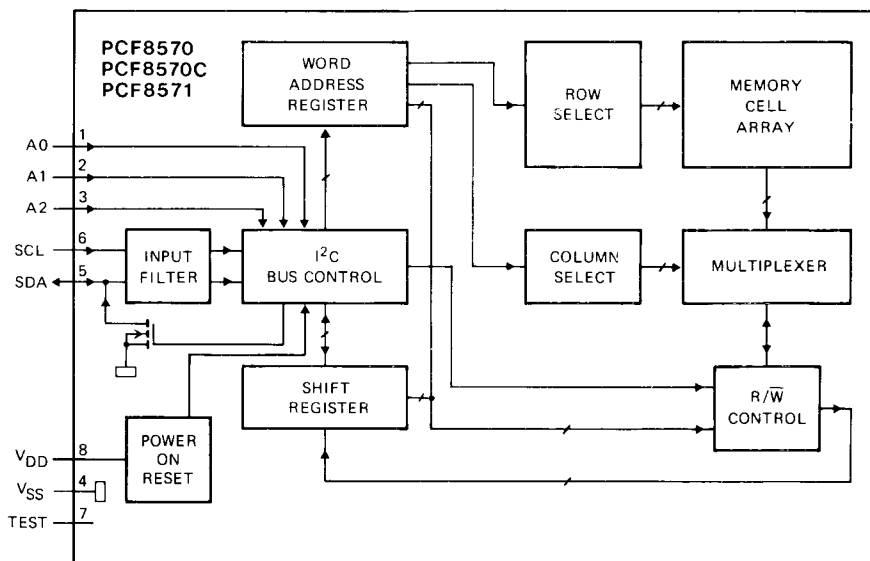 PCF8570
PCF8570C
PCF8571
WORD
ADDRESS
REGISTER
ROW
SELECT
MEMORY
CELL
ARRAY
A0
1
A1
2
A2
3
SCL
6
SDA
5
INPUT
FILTER
I²C
BUS CONTROL
COLUMN
SELECT
MULTIPLEXER
SHIFT
REGISTER
R/W̅
CONTROL
POWER
ON
RESET
VDD
8
VSS
4
TEST
7